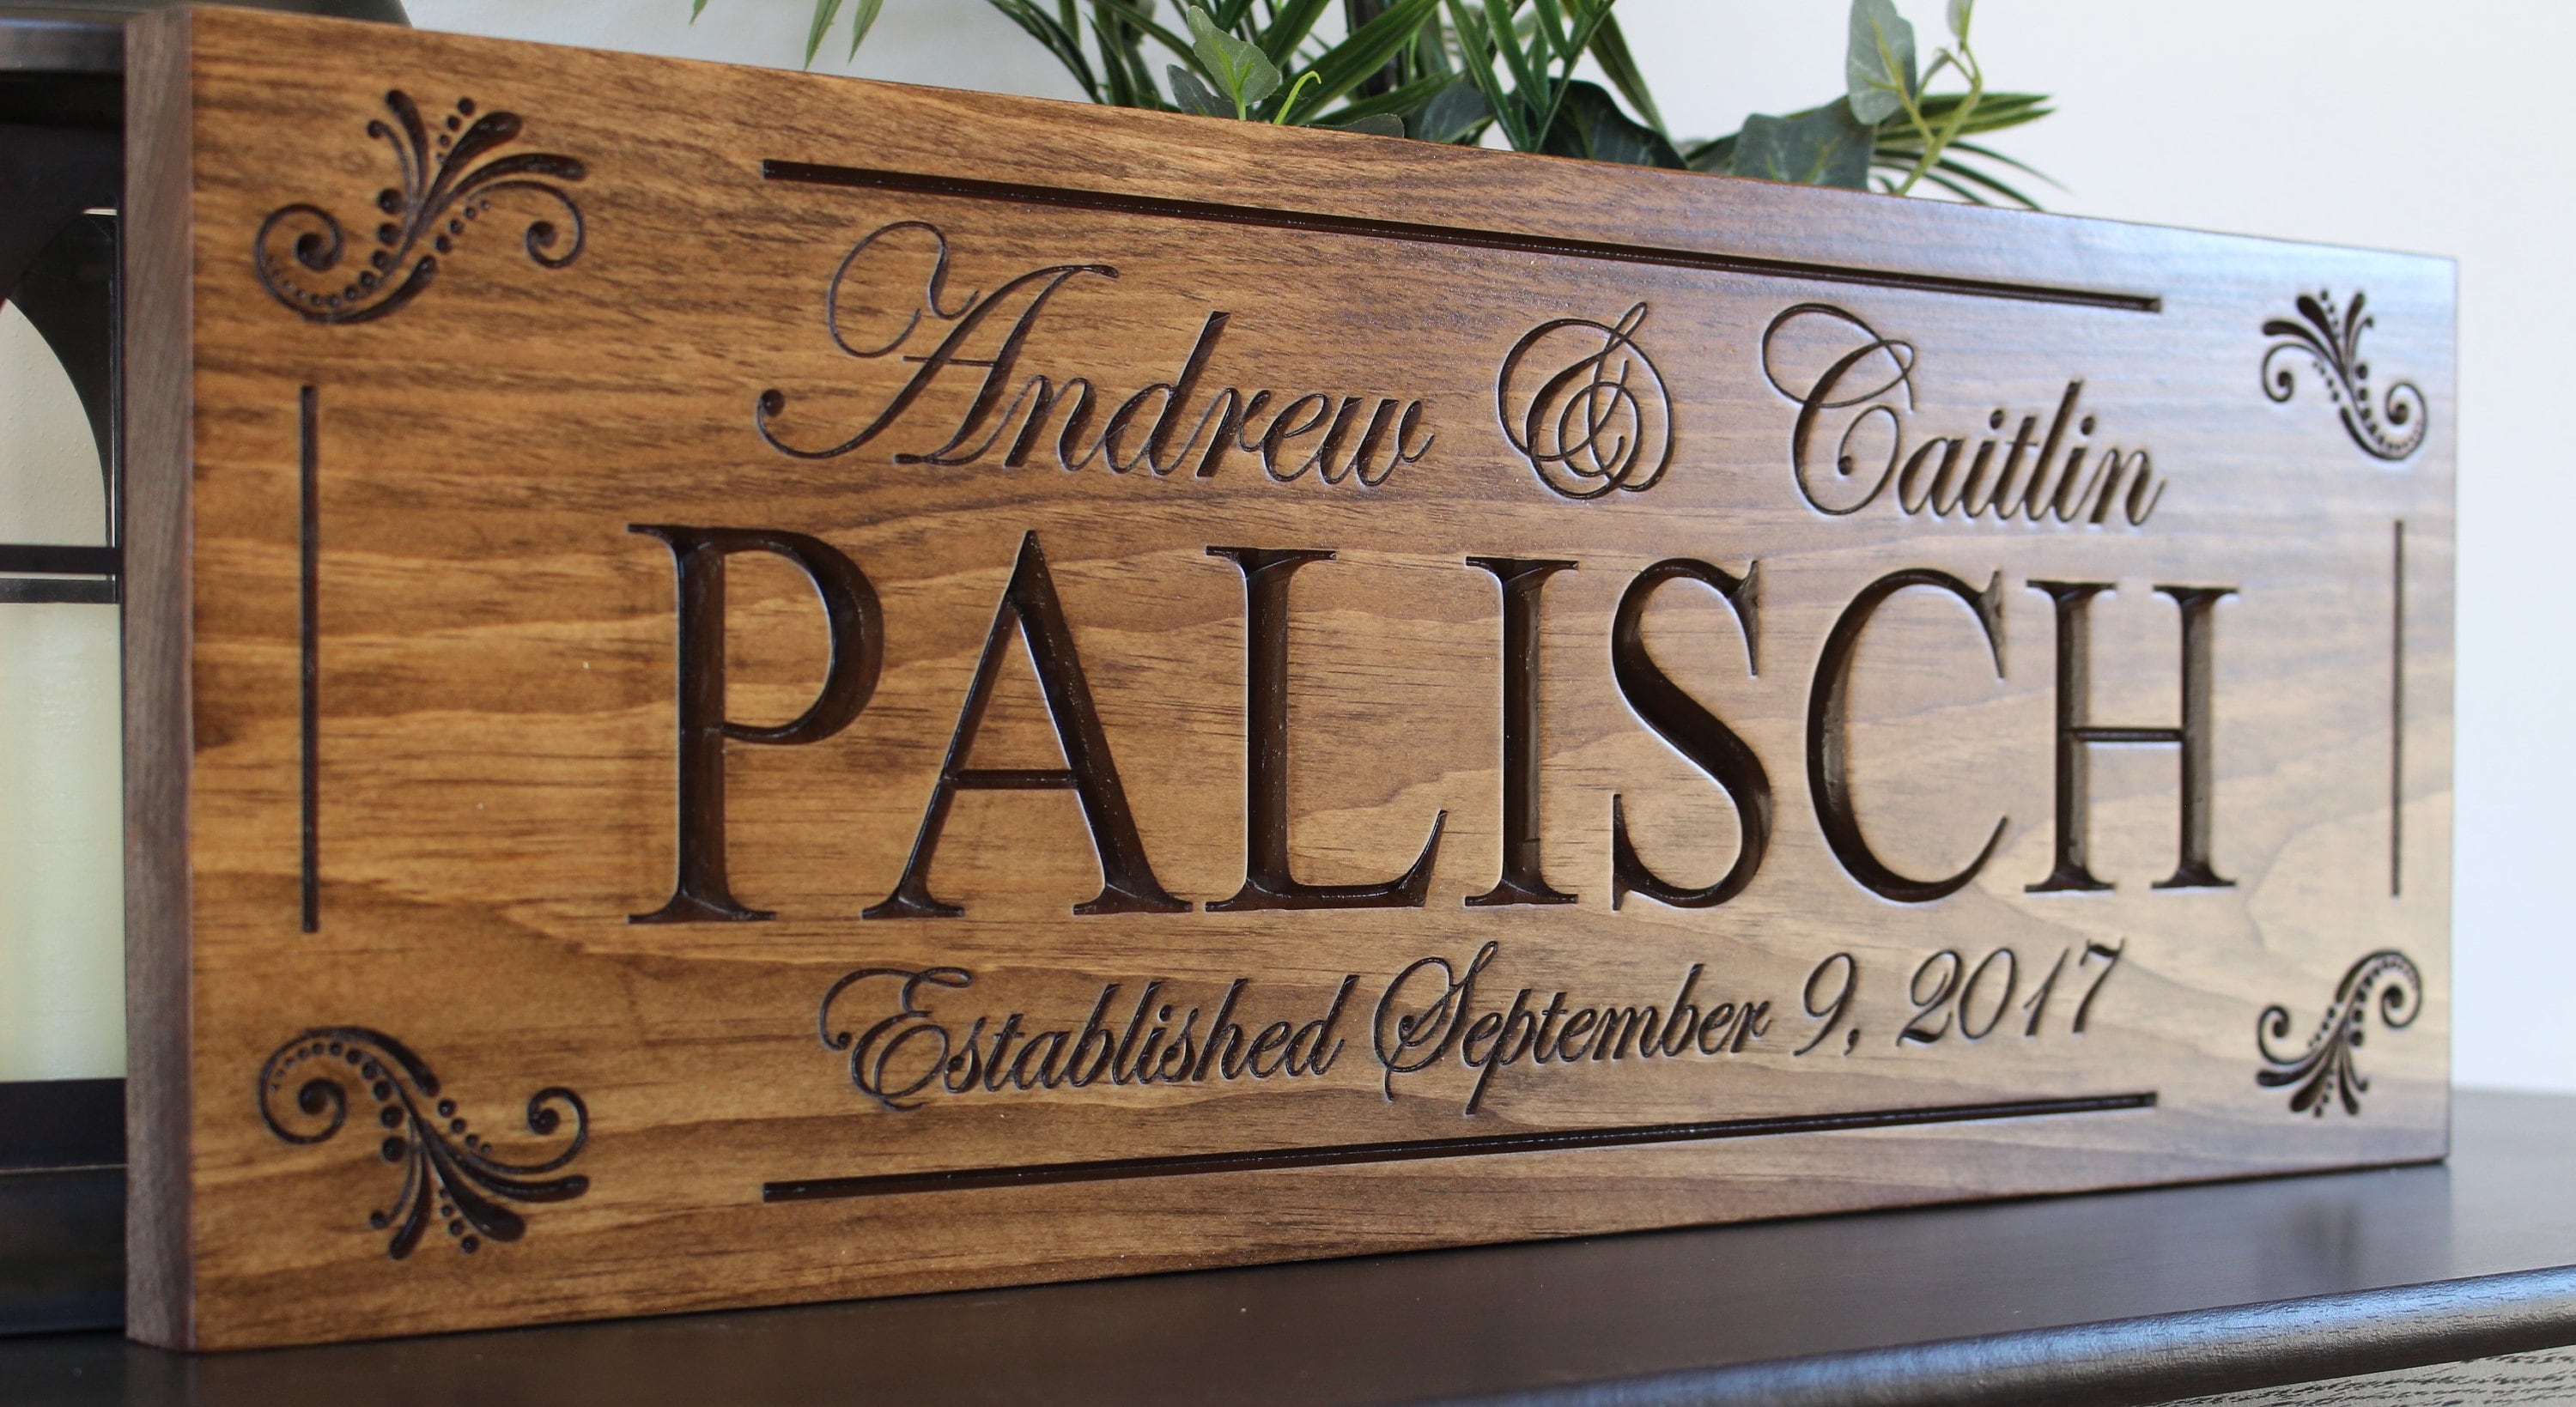 Andrew & Caitlin
PALISCH
Established September 9, 2017